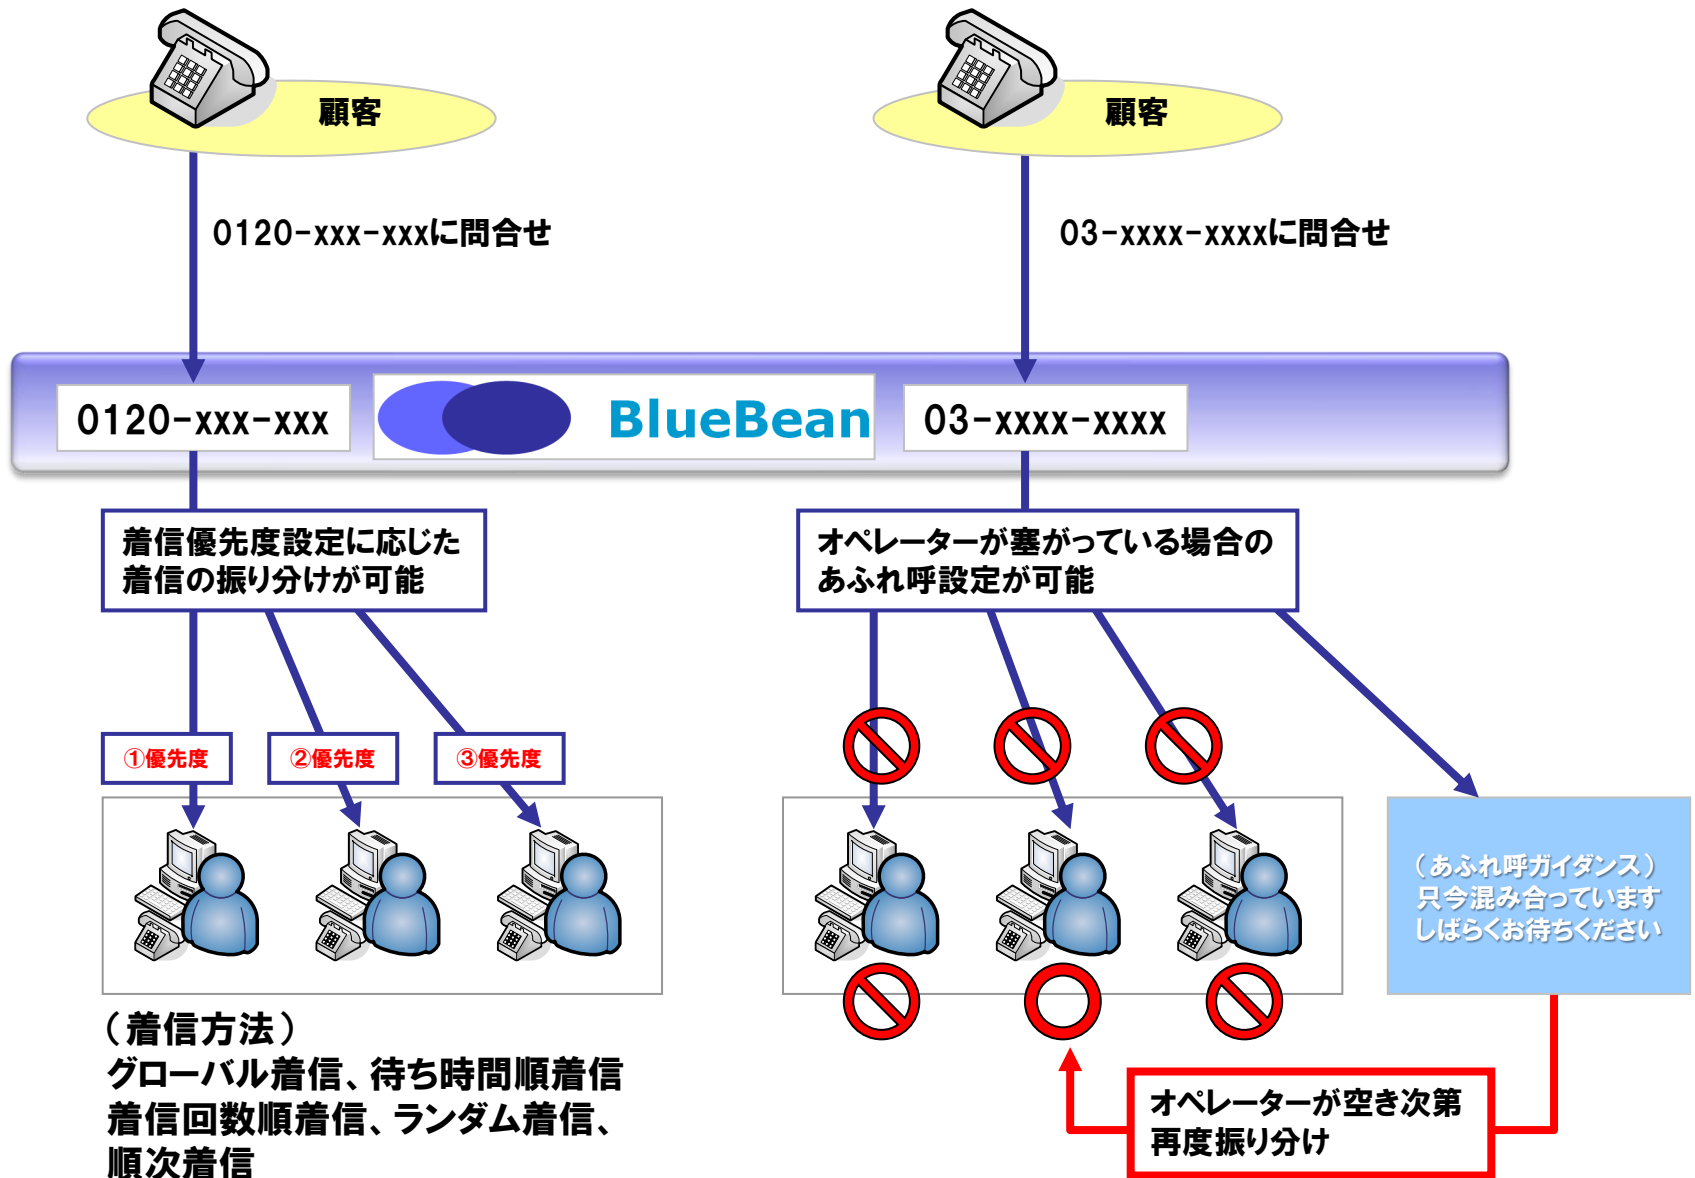 顧客
顧客
0120-xxx-xxxに問合せ
03-xxxx-xxxxに問合せ
0120-xxx-xxx
BlueBean
03-xxxx-xxxx
着信優先度設定に応じた
着信の振り分けが可能
オペレーターが塞がっている場合の
あふれ呼設定が可能
①優先度
②優先度
③優先度
(あふれ呼ガイダンス)
只今混み合っています
しばらくお待ちください
(着信方法)
グローバル着信、待ち時間順着信
着信回数順着信、ランダム着信、
順次着信
オペレーターが空き次第
再度振り分け